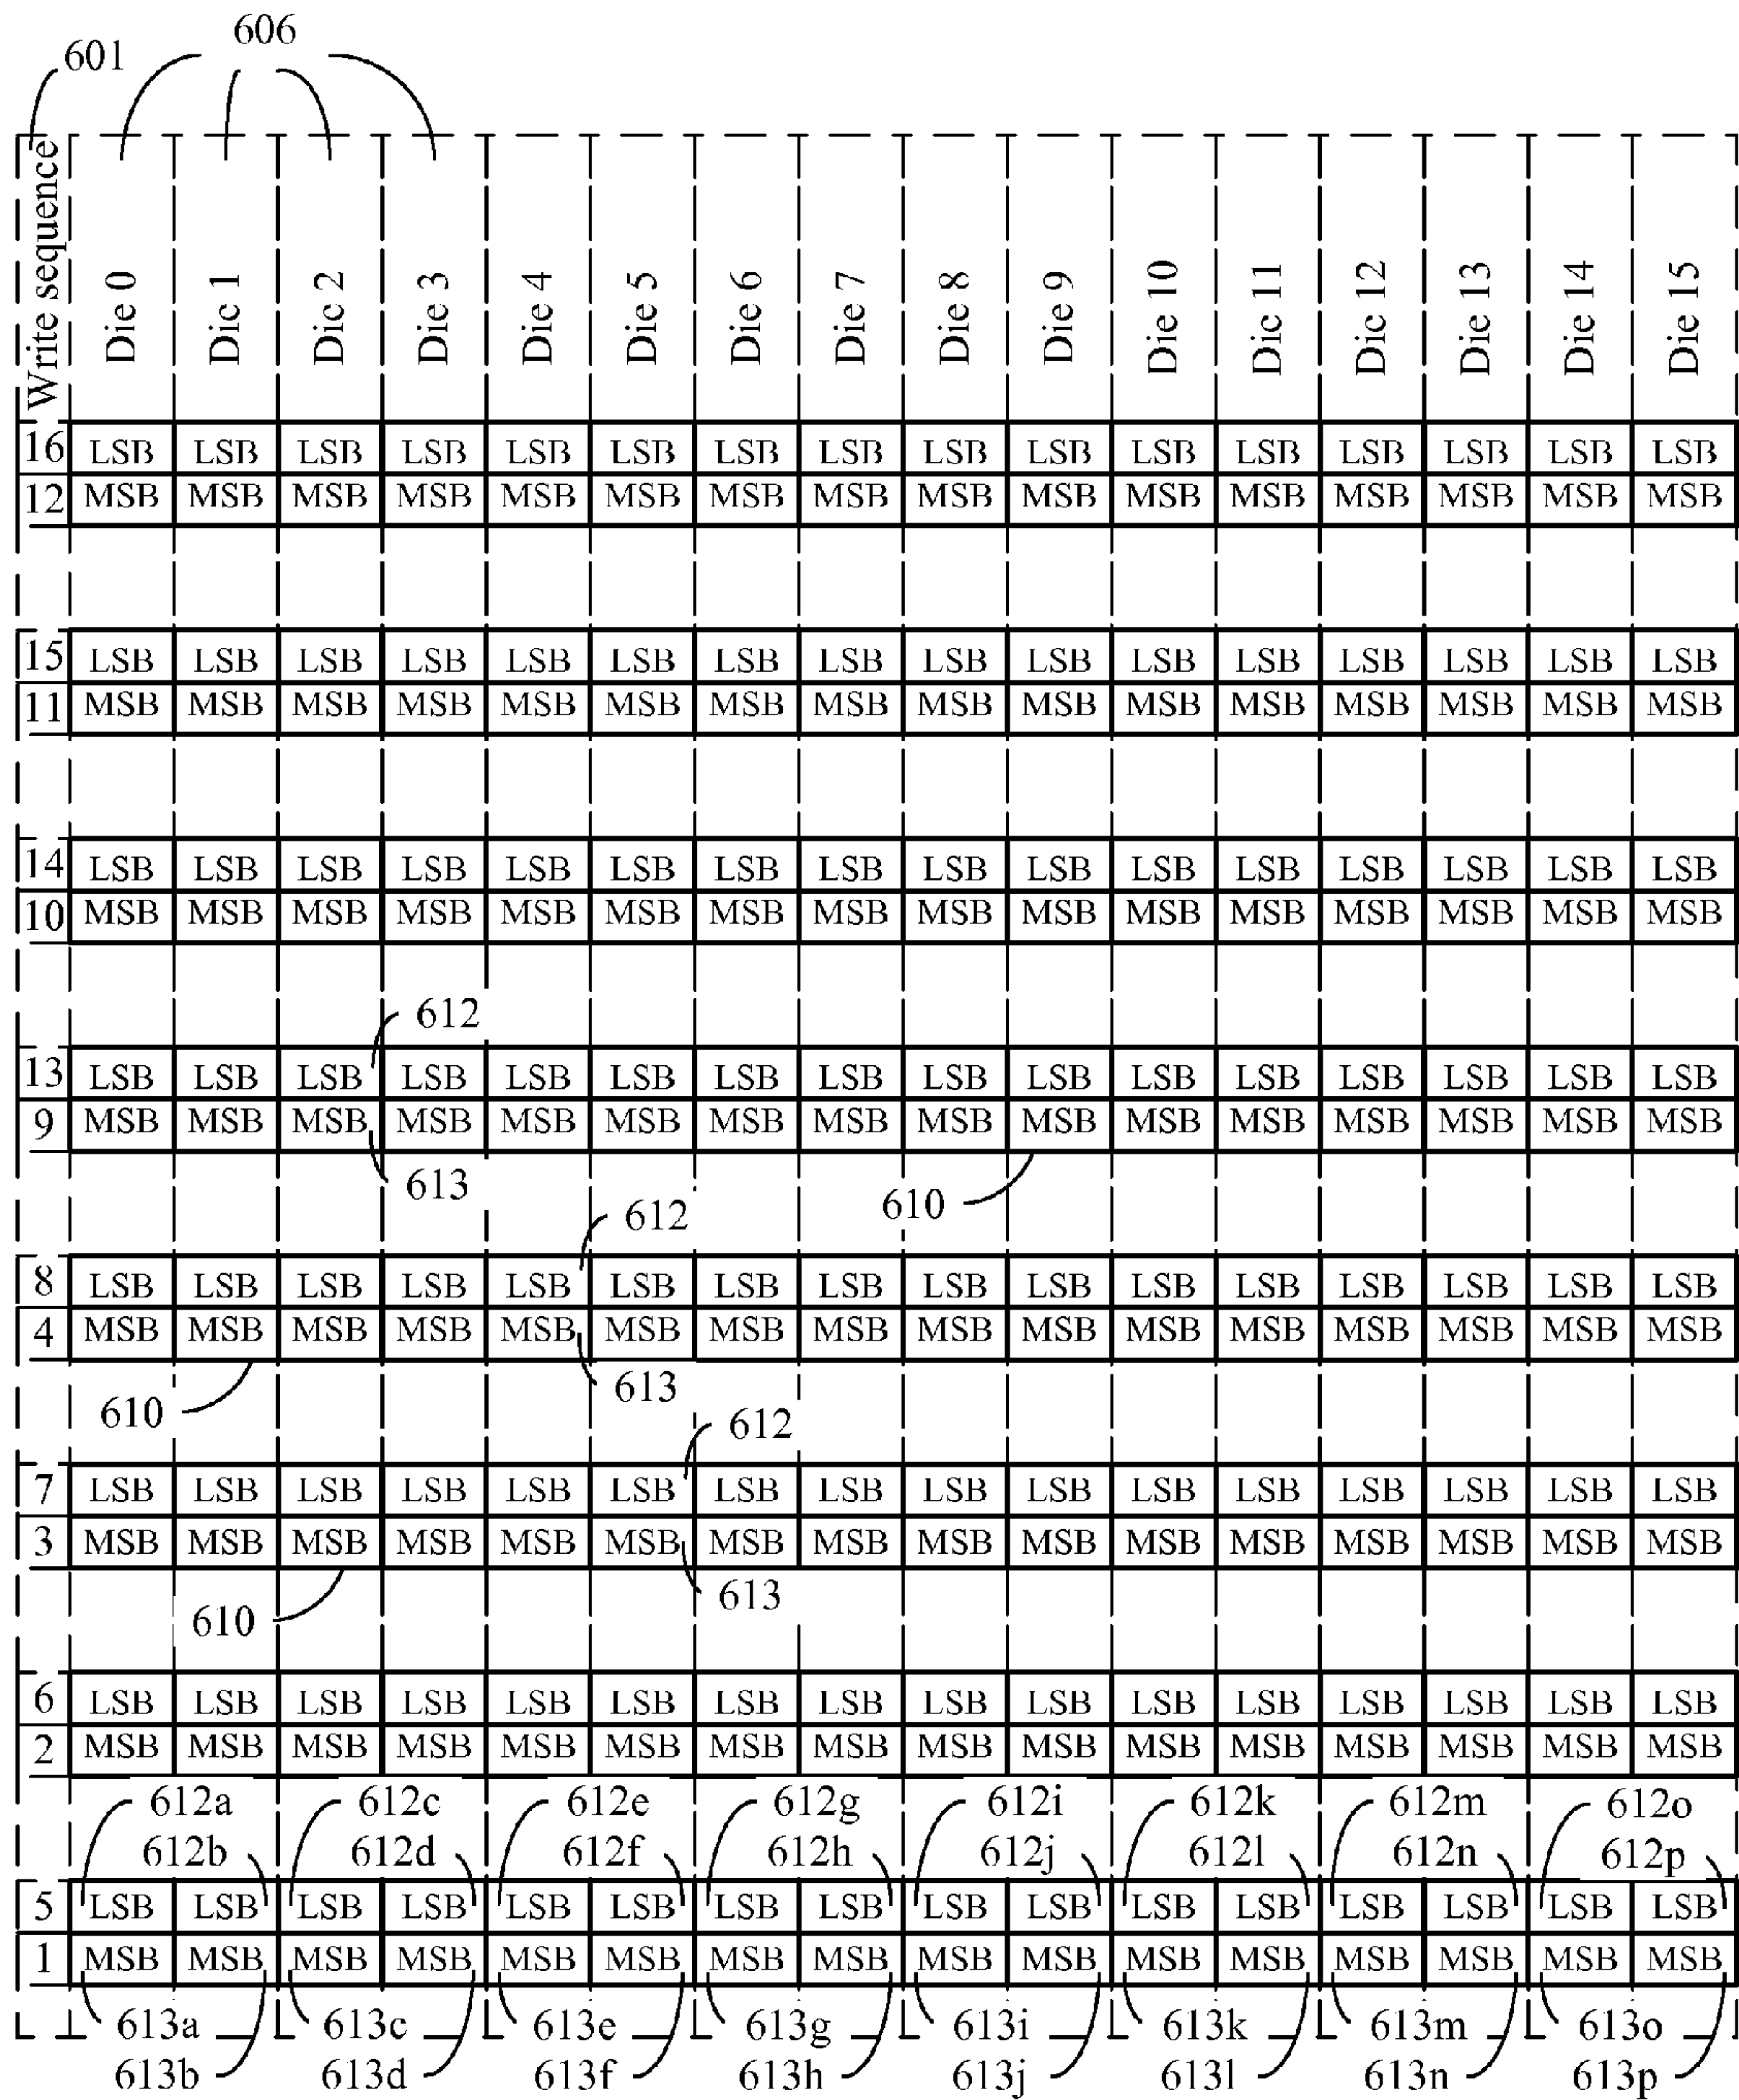 606
601
Write sequence Die 0 Dic 1 Dic 2 Die 3 Die 4 Die 5 Die 6 Die 7 Die 8 Die 9 Die 10 Dic 11 Dic 12 Die 13 Die 14 Die 15
16 LSB LSB LSB LSB LSB LSB LSB LSB LSB LSB LSB LSB LSB LSB LSB LSB
12 MSB MSB MSB MSB MSB MSB MSB MSB MSB MSB MSB MSB MSB MSB MSB MSB
15 LSB LSB LSB LSB LSB LSB LSB LSB LSB LSB LSB LSB LSB LSB LSB LSB
11 MSB MSB MSB MSB MSB MSB MSB MSB MSB MSB MSB MSB MSB MSB MSB MSB
14 LSB LSB LSB LSB LSB LSB LSB LSB LSB LSB LSB LSB LSB LSB LSB LSB
10 MSB MSB MSB MSB MSB MSB MSB MSB MSB MSB MSB MSB MSB MSB MSB MSB
612
13 LSB LSB LSB LSB LSB LSB LSB LSB LSB LSB LSB LSB LSB LSB LSB LSB
9 MSB MSB MSB MSB MSB MSB MSB MSB MSB MSB MSB MSB MSB MSB MSB MSB
613 610
612
8 LSB LSB LSB LSB LSB LSB LSB LSB LSB LSB LSB LSB LSB LSB LSB LSB
4 MSB MSB MSB MSB MSB MSB MSB MSB MSB MSB MSB MSB MSB MSB MSB MSB
610 613
612
7 LSB LSB LSB LSB LSB LSB LSB LSB LSB LSB LSB LSB LSB LSB LSB LSB
3 MSB MSB MSB MSB MSB MSB MSB MSB MSB MSB MSB MSB MSB MSB MSB MSB
610 613
6 LSB LSB LSB LSB LSB LSB LSB LSB LSB LSB LSB LSB LSB LSB LSB LSB
2 MSB MSB MSB MSB MSB MSB MSB MSB MSB MSB MSB MSB MSB MSB MSB MSB
612a 612c 612e 612g 612i 612k 612m 612o
612b 612d 612f 612h 612j 612l 612n 612p
5 LSB LSB LSB LSB LSB LSB LSB LSB LSB LSB LSB LSB LSB LSB LSB LSB
1 MSB MSB MSB MSB MSB MSB MSB MSB MSB MSB MSB MSB MSB MSB MSB MSB
613a 613c 613e 613g 613i 613k 613m 613o
613b 613d 613f 613h 613j 613l 613n 613p